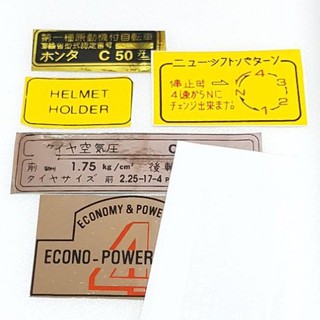 第一種原動機付自転車
ホンダ C50
HELMET
HOLDER
ニューシフトパターン
停止時
4速からN.C
チェンジ出来ます。
4
3
2
1
N
タイヤ空気圧
前 1.75 kg/cm² 後輪
タイヤサイズ 前 2.25-17-4
ECONOMY & POWER
4
ECONO-POWER